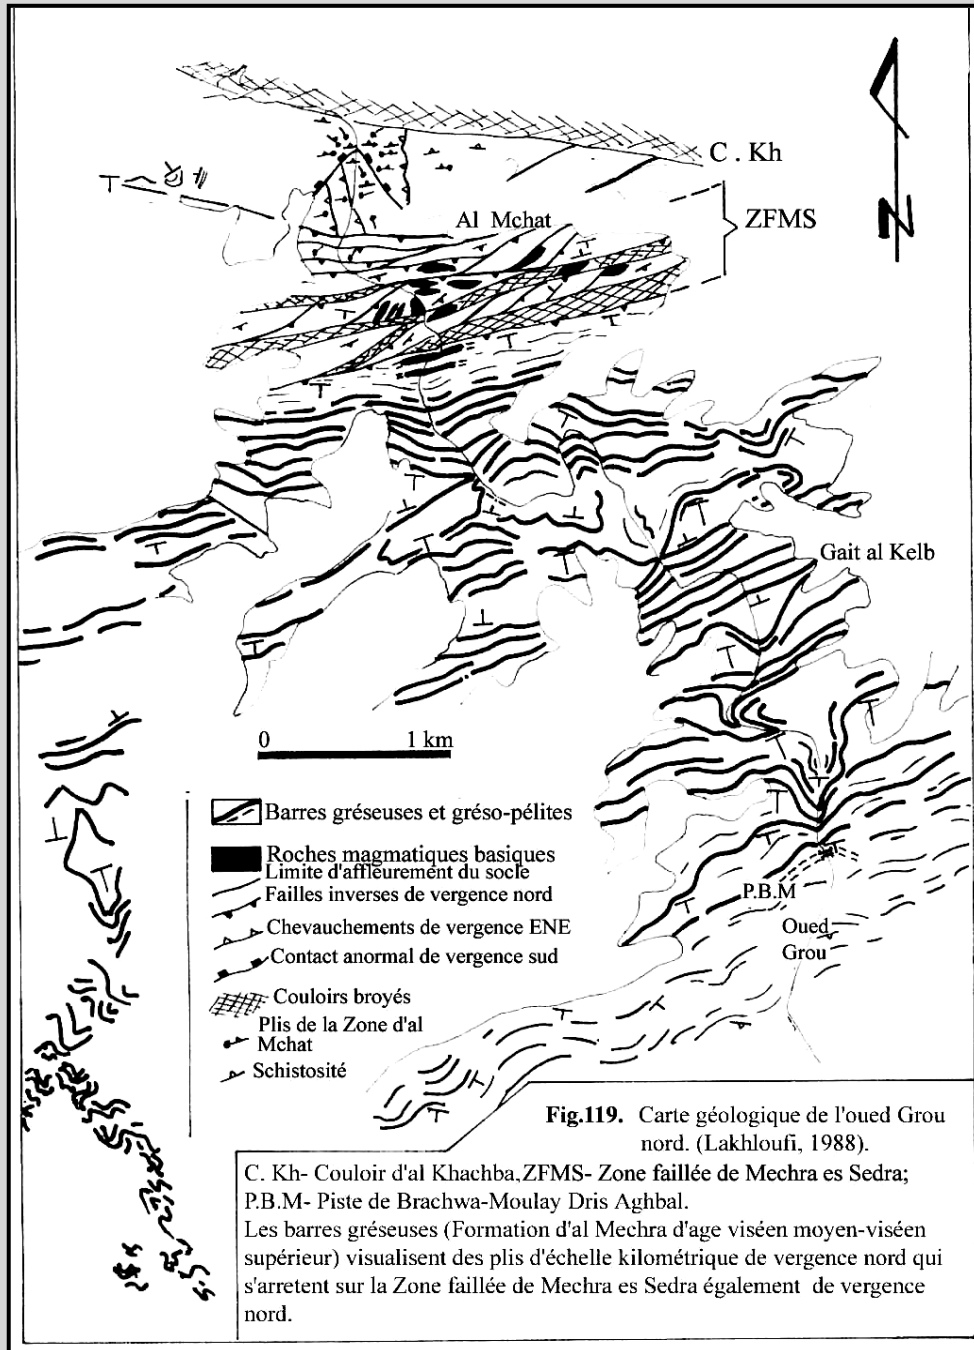 C . Kh
ZFMS
Al Mchat
N
Gait al Kelb
0 1 km
Barres gréseuses et gréso-pélites
Roches magmatiques basiques
Limite d'affleurement du socle
Failles inverses de vergence nord
Chevauchements de vergence ENE
Contact anormal de vergence sud
Couloirs broyés
Plis de la Zone d'al
Mchat
Schistosité
P.B.M
Oued
Grou
Fig.119. Carte géologique de l'oued Grou
nord. (Lakhloufi, 1988).
C. Kh- Couloir d'al Khachba,ZFMS- Zone faillée de Mechra es Sedra;
P.B.M- Piste de Brachwa-Moulay Dris Aghbal.
Les barres gréseuses (Formation d'al Mechra d'age viséen moyen-viséen
supérieur) visualisent des plis d'échelle kilométrique de vergence nord qui
s'arretent sur la Zone faillée de Mechra es Sedra également de vergence
nord.